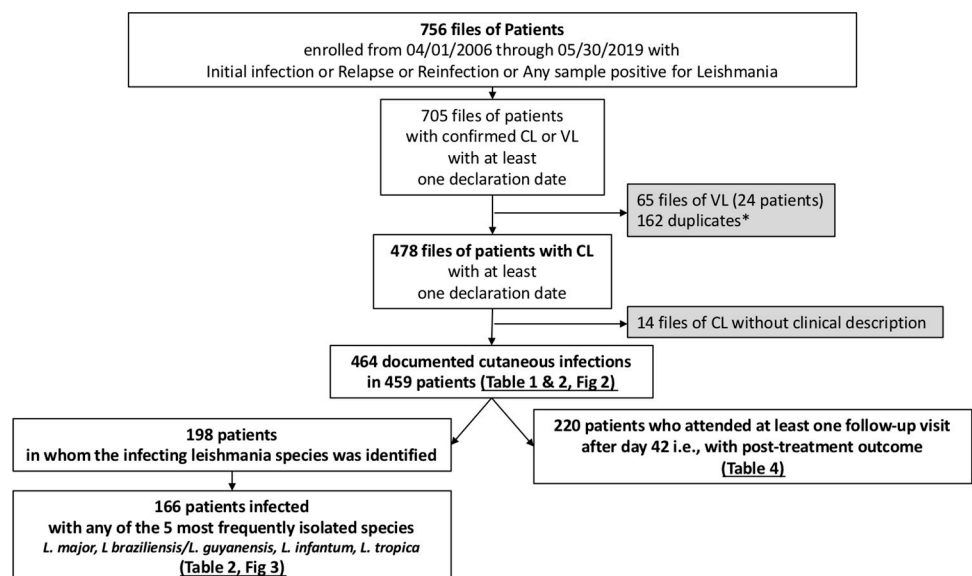 756 files of Patients
enrolled from 04/01/2006 through 05/30/2019 with
Initial infection or Relapse or Reinfection or Any sample positive for Leishmania
705 files of patients
with confirmed CL or VL
with at least
one declaration date
65 files of VL (24 patients)
162 duplicates*
478 files of patients with CL
with at least
one declaration date
14 files of CL without clinical description
464 documented cutaneous infections
in 459 patients (Table 1 & 2, Fig 2)
198 patients
in whom the infecting leishmania species was identified
220 patients who attended at least one follow-up visit
after day 42 i.e., with post-treatment outcome
(Table 4)
166 patients infected
with any of the 5 most frequently isolated species
L. major, L braziliensis/L. guyanensis, L. infantum, L. tropica
(Table 2, Fig 3)